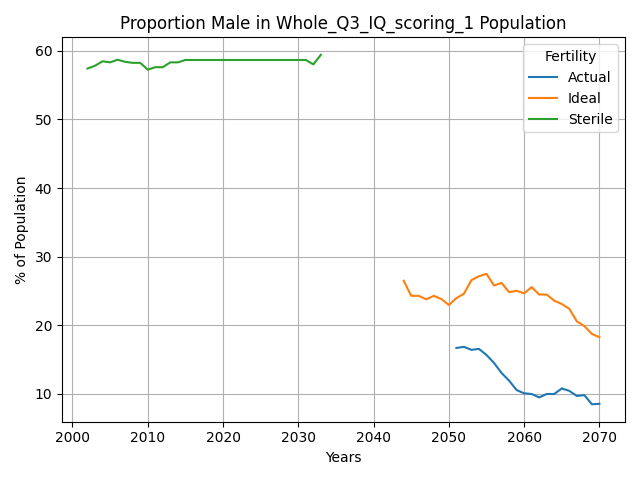 Proportion Male in Whole_Q3_IQ_scoring_1 Population
60
50
40
30
20
10
% of Population
2000 2010 2020 2030 2040 2050 2060 2070
Years
Fertility
Actual
Ideal
Sterile